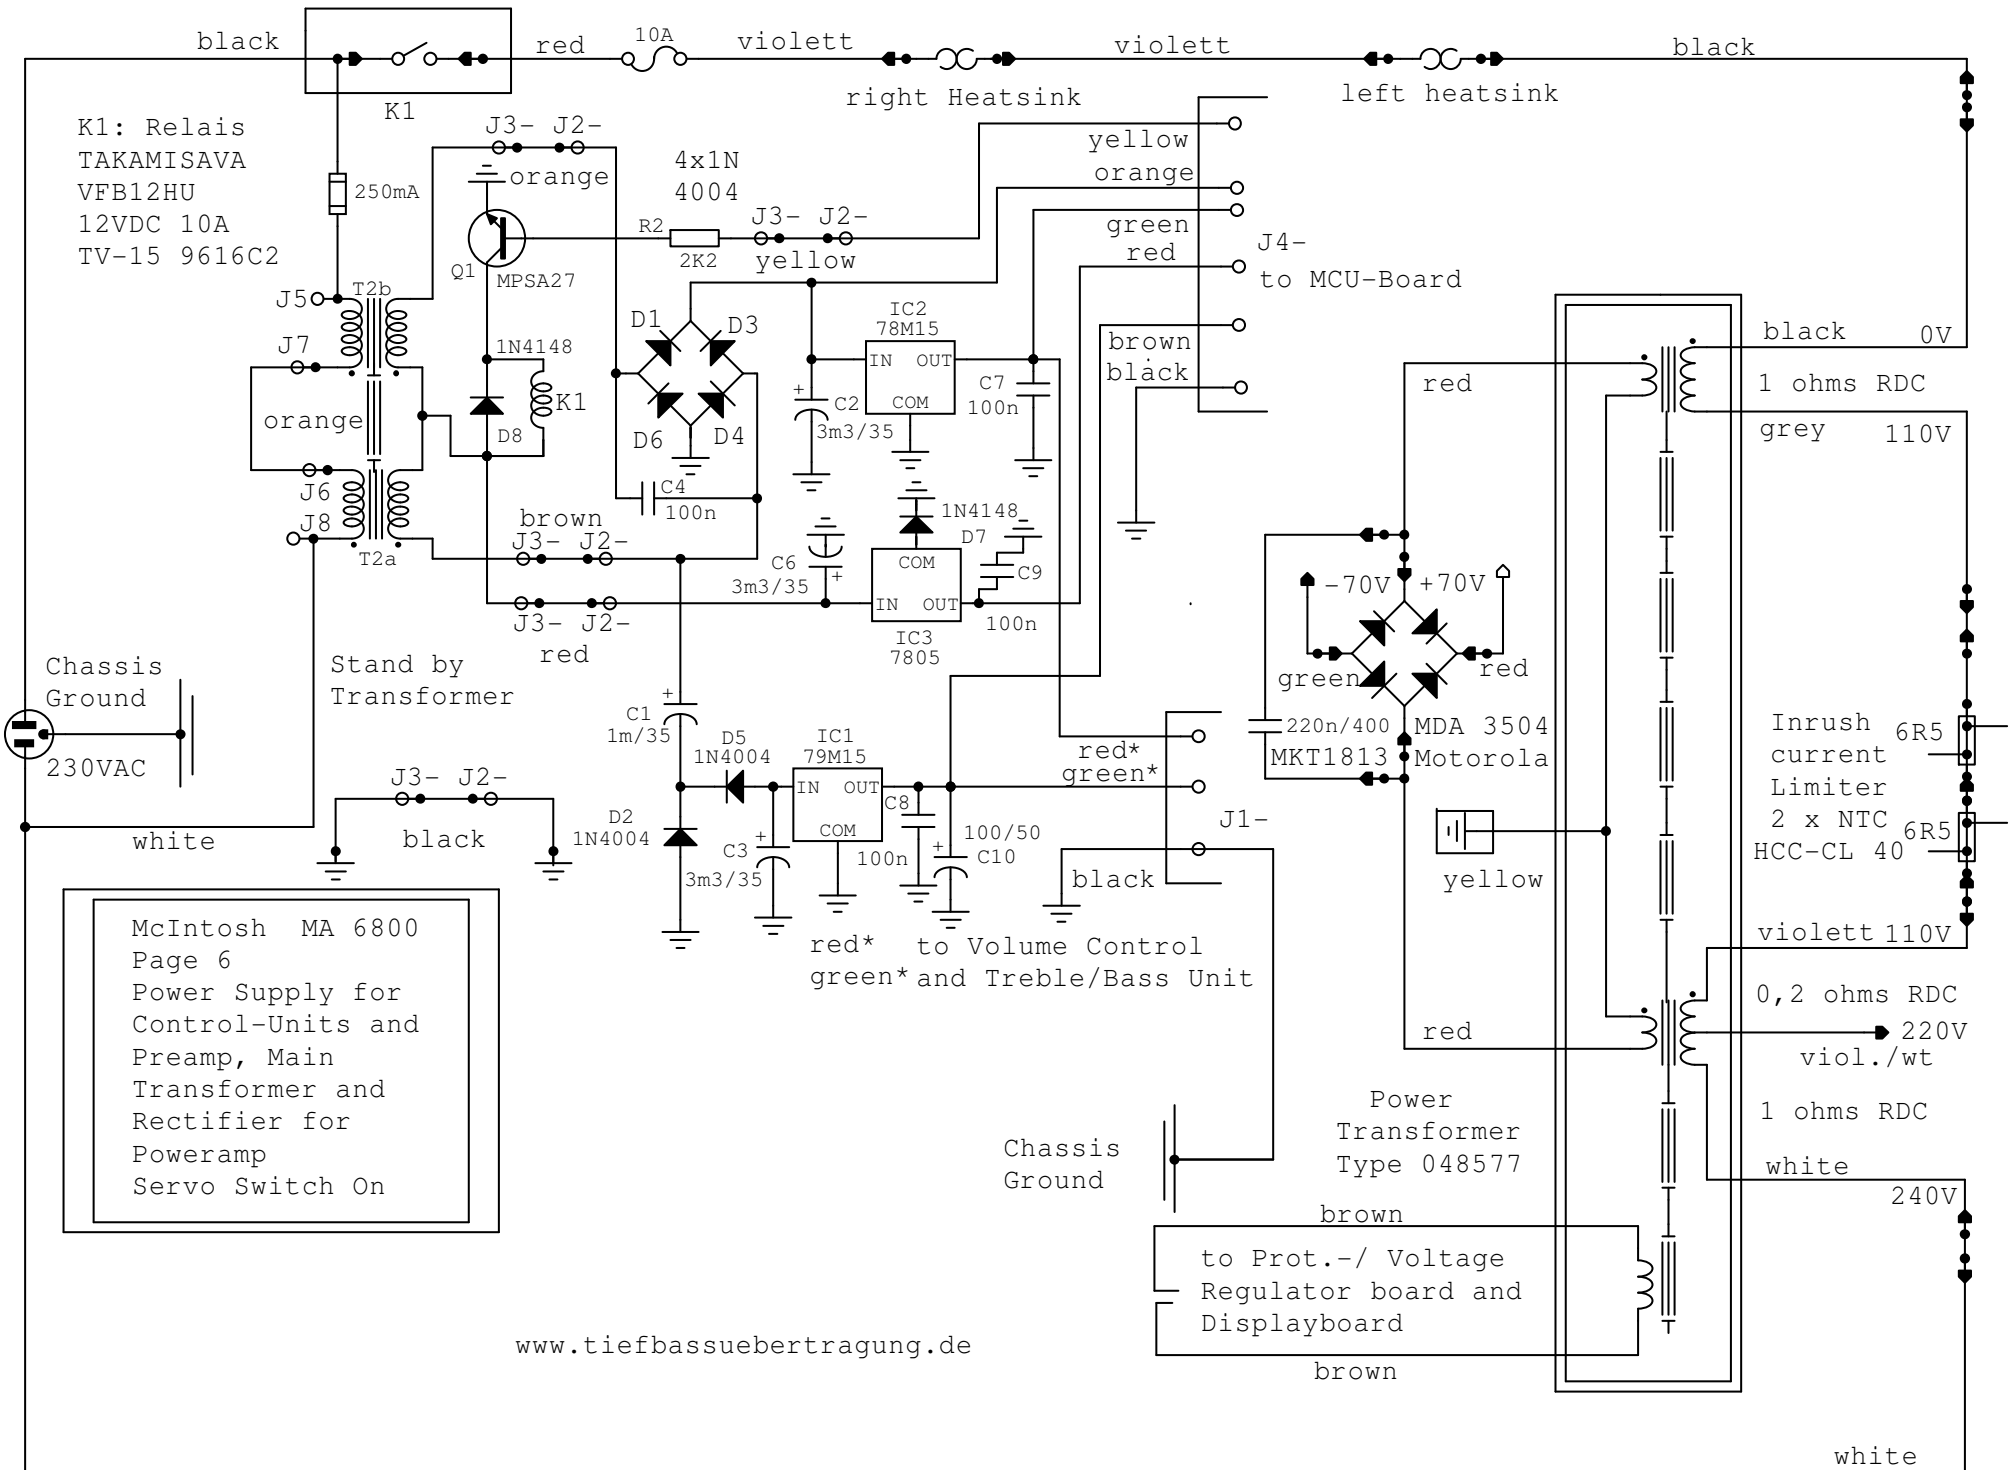 black
red
10A
violett
violett
black
K1
right Heatsink
left heatsink
K1: Relais
TAKAMISAVA
VFB12HU
12VDC 10A
TV-15 9616C2
J3- J2-
orange
250mA
4x1N
4004
R2
2K2
J3- J2-
yellow
Q1
MPSA27
yellow
orange
green
red
brown
black
J4-
to MCU-Board
J5
T2b
J7
orange
J6
J8
T2a
1N4148
K1
D8
D1
D3
D6
D4
C4
100n
IC2
78M15
IN
OUT
COM
+
C2
3m3/35
C7
100n
brown
J3- J2-
J3- J2-
red
C6
3m3/35
+
1N4148
D7
COM
IN
OUT
IC3
7805
C9
100n
Chassis
Ground
230VAC
Stand by
Transformer
+
C1
1m/35
D5
1N4004
D2
1N4004
IC1
79M15
IN
OUT
COM
+
C3
3m3/35
C8
100n
+
100/50
C10
J3- J2-
black
white
red*
green*
J1-
black
red*
green*
to Volume Control
and Treble/Bass Unit
McIntosh MA 6800
Page 6
Power Supply for
Control-Units and
Preamp, Main
Transformer and
Rectifier for
Poweramp
Servo Switch On
red
-70V
+70V
green
red
220n/400
MKT1813
MDA 3504
Motorola
yellow
red
black
0V
1 ohms RDC
grey
110V
Inrush
current
Limiter
2 x NTC
HCC-CL 40
6R5
6R5
violett
110V
0,2 ohms RDC
220V
viol./wt
1 ohms RDC
white
240V
Chassis
Ground
Power
Transformer
Type 048577
brown
to Prot.-/ Voltage
Regulator board and
Displayboard
brown
www.tiefbassuebertragung.de
white